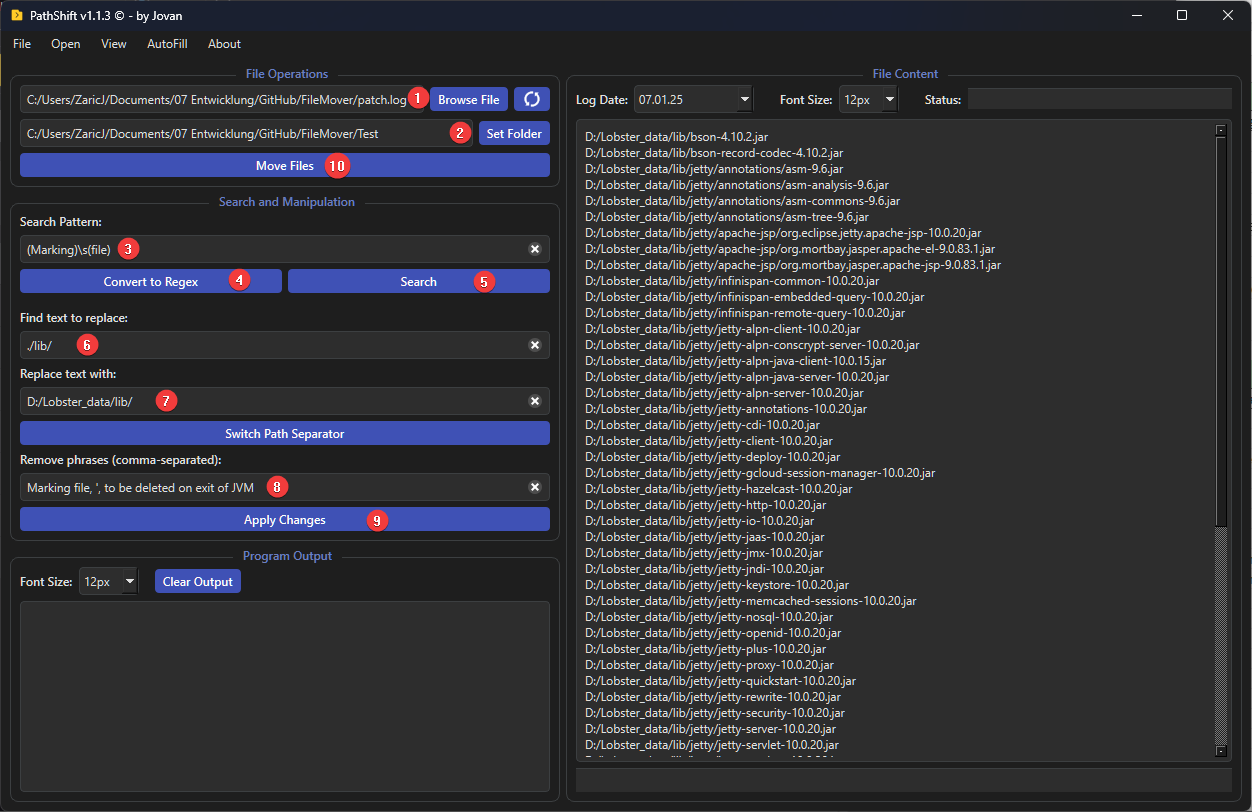 PathShift v1.1.3 © - by Jovan
File Open View AutoFill About
File Operations
C:/Users/ZaricJ/Documents/07 Entwicklung/GitHub/FileMover/patch.log 1 Browse File
C:/Users/ZaricJ/Documents/07 Entwicklung/GitHub/FileMover/Test 2 Set Folder
Move Files 10
Search and Manipulation
Search Pattern:
(Marking)\s(file) 3
Convert to Regex 4 Search 5
Find text to replace:
./lib/ 6
Replace text with:
D:/Lobster_data/lib/ 7
Switch Path Separator
Remove phrases (comma-separated):
Marking file, ', to be deleted on exit of JVM 8
Apply Changes 9
Program Output
Font Size: 12px Clear Output
File Content
Log Date: 07.01.25 Font Size: 12px Status:
D:/Lobster_data/lib/bson-4.10.2.jar
D:/Lobster_data/lib/bson-record-codec-4.10.2.jar
D:/Lobster_data/lib/jetty/annotations/asm-9.6.jar
D:/Lobster_data/lib/jetty/annotations/asm-analysis-9.6.jar
D:/Lobster_data/lib/jetty/annotations/asm-commons-9.6.jar
D:/Lobster_data/lib/jetty/annotations/asm-tree-9.6.jar
D:/Lobster_data/lib/jetty/apache-jsp/org.eclipse.jetty.apache-jsp-10.0.20.jar
D:/Lobster_data/lib/jetty/apache-jsp/org.mortbay.jasper.apache-el-9.0.83.1.jar
D:/Lobster_data/lib/jetty/apache-jsp/org.mortbay.jasper.apache-jsp-9.0.83.1.jar
D:/Lobster_data/lib/jetty/infinispan-common-10.0.20.jar
D:/Lobster_data/lib/jetty/infinispan-embedded-query-10.0.20.jar
D:/Lobster_data/lib/jetty/infinispan-remote-query-10.0.20.jar
D:/Lobster_data/lib/jetty/jetty-alpn-client-10.0.20.jar
D:/Lobster_data/lib/jetty/jetty-alpn-conscrypt-server-10.0.20.jar
D:/Lobster_data/lib/jetty/jetty-alpn-java-client-10.0.15.jar
D:/Lobster_data/lib/jetty/jetty-alpn-java-server-10.0.20.jar
D:/Lobster_data/lib/jetty/jetty-alpn-server-10.0.20.jar
D:/Lobster_data/lib/jetty/jetty-annotations-10.0.20.jar
D:/Lobster_data/lib/jetty/jetty-cdi-10.0.20.jar
D:/Lobster_data/lib/jetty/jetty-client-10.0.20.jar
D:/Lobster_data/lib/jetty/jetty-deploy-10.0.20.jar
D:/Lobster_data/lib/jetty/jetty-gcloud-session-manager-10.0.20.jar
D:/Lobster_data/lib/jetty/jetty-hazelcast-10.0.20.jar
D:/Lobster_data/lib/jetty/jetty-http-10.0.20.jar
D:/Lobster_data/lib/jetty/jetty-io-10.0.20.jar
D:/Lobster_data/lib/jetty/jetty-jaas-10.0.20.jar
D:/Lobster_data/lib/jetty/jetty-jmx-10.0.20.jar
D:/Lobster_data/lib/jetty/jetty-jndi-10.0.20.jar
D:/Lobster_data/lib/jetty/jetty-keystore-10.0.20.jar
D:/Lobster_data/lib/jetty/jetty-memcached-sessions-10.0.20.jar
D:/Lobster_data/lib/jetty/jetty-nosql-10.0.20.jar
D:/Lobster_data/lib/jetty/jetty-openid-10.0.20.jar
D:/Lobster_data/lib/jetty/jetty-plus-10.0.20.jar
D:/Lobster_data/lib/jetty/jetty-proxy-10.0.20.jar
D:/Lobster_data/lib/jetty/jetty-quickstart-10.0.20.jar
D:/Lobster_data/lib/jetty/jetty-rewrite-10.0.20.jar
D:/Lobster_data/lib/jetty/jetty-security-10.0.20.jar
D:/Lobster_data/lib/jetty/jetty-server-10.0.20.jar
D:/Lobster_data/lib/jetty/jetty-servlet-10.0.20.jar